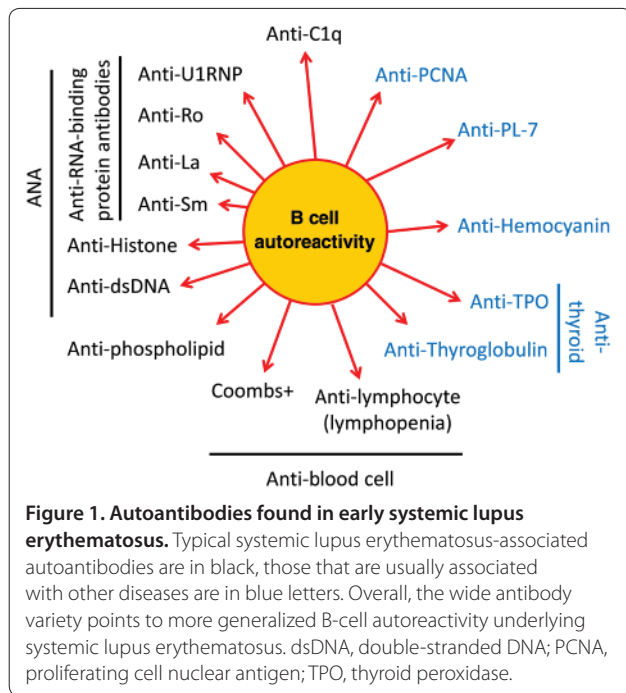 Anti-C1q
Anti-U1RNP
Anti-PCNA
Anti-Ro
Anti-PL-7
Anti-La
Anti-Sm
ANA
Anti-RNA-binding
protein antibodies
B cell
autoreactivity
Anti-Hemocyanin
Anti-Histone
Anti-dsDNA
Anti-TPO
Anti-Thyroglobulin
Anti-
thyroid
Anti-phospholipid
Coombs+
Anti-lymphocyte
(lymphopenia)
Anti-blood cell
Figure 1. Autoantibodies found in early systemic lupus
erythematosus. Typical systemic lupus erythematosus-associated
autoantibodies are in black, those that are usually associated
with other diseases are in blue letters. Overall, the wide antibody
variety points to more generalized B-cell autoreactivity underlying
systemic lupus erythematosus. dsDNA, double-stranded DNA; PCNA,
proliferating cell nuclear antigen; TPO, thyroid peroxidase.